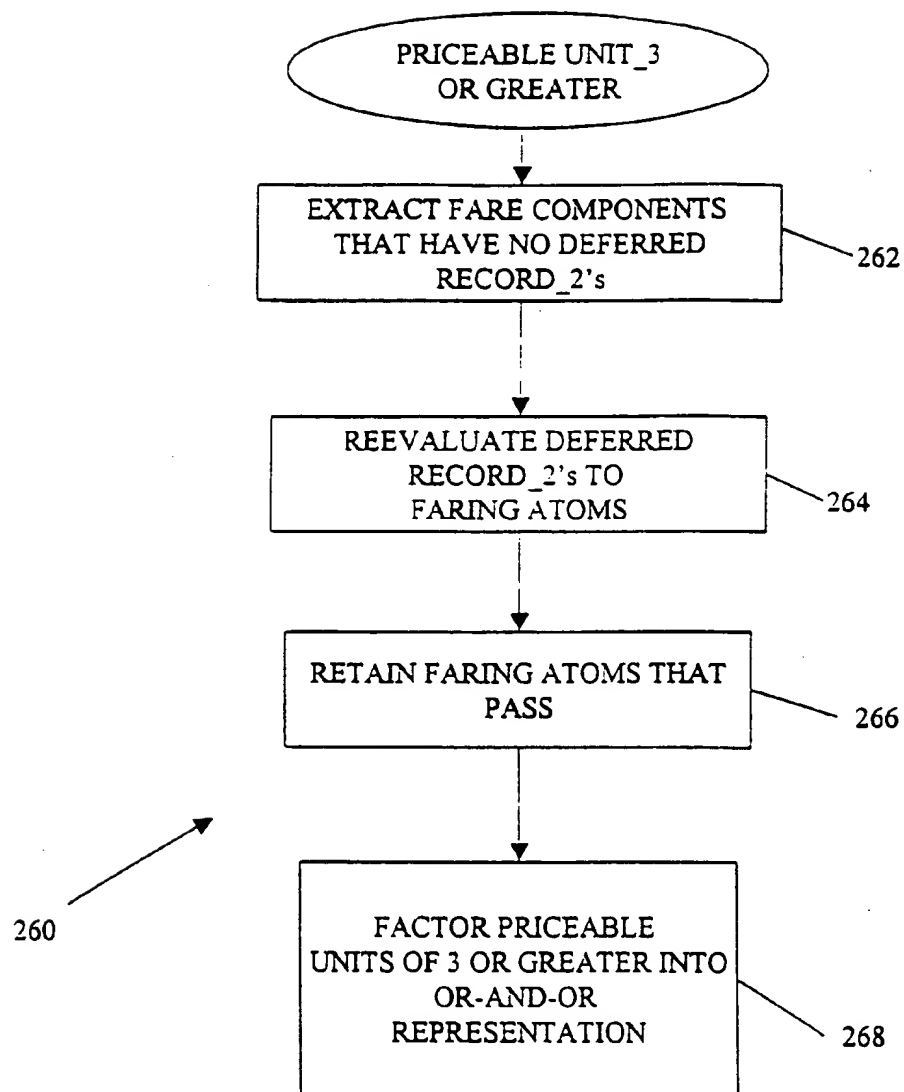 PRICEABLE UNIT_3
OR GREATER
EXTRACT FARE COMPONENTS
THAT HAVE NO DEFERRED
RECORD_2's
262
REEVALUATE DEFERRED
RECORD_2's TO
FARING ATOMS
264
RETAIN FARING ATOMS THAT
PASS
266
260
FACTOR PRICEABLE
UNITS OF 3 OR GREATER INTO
OR-AND-OR
REPRESENTATION
268